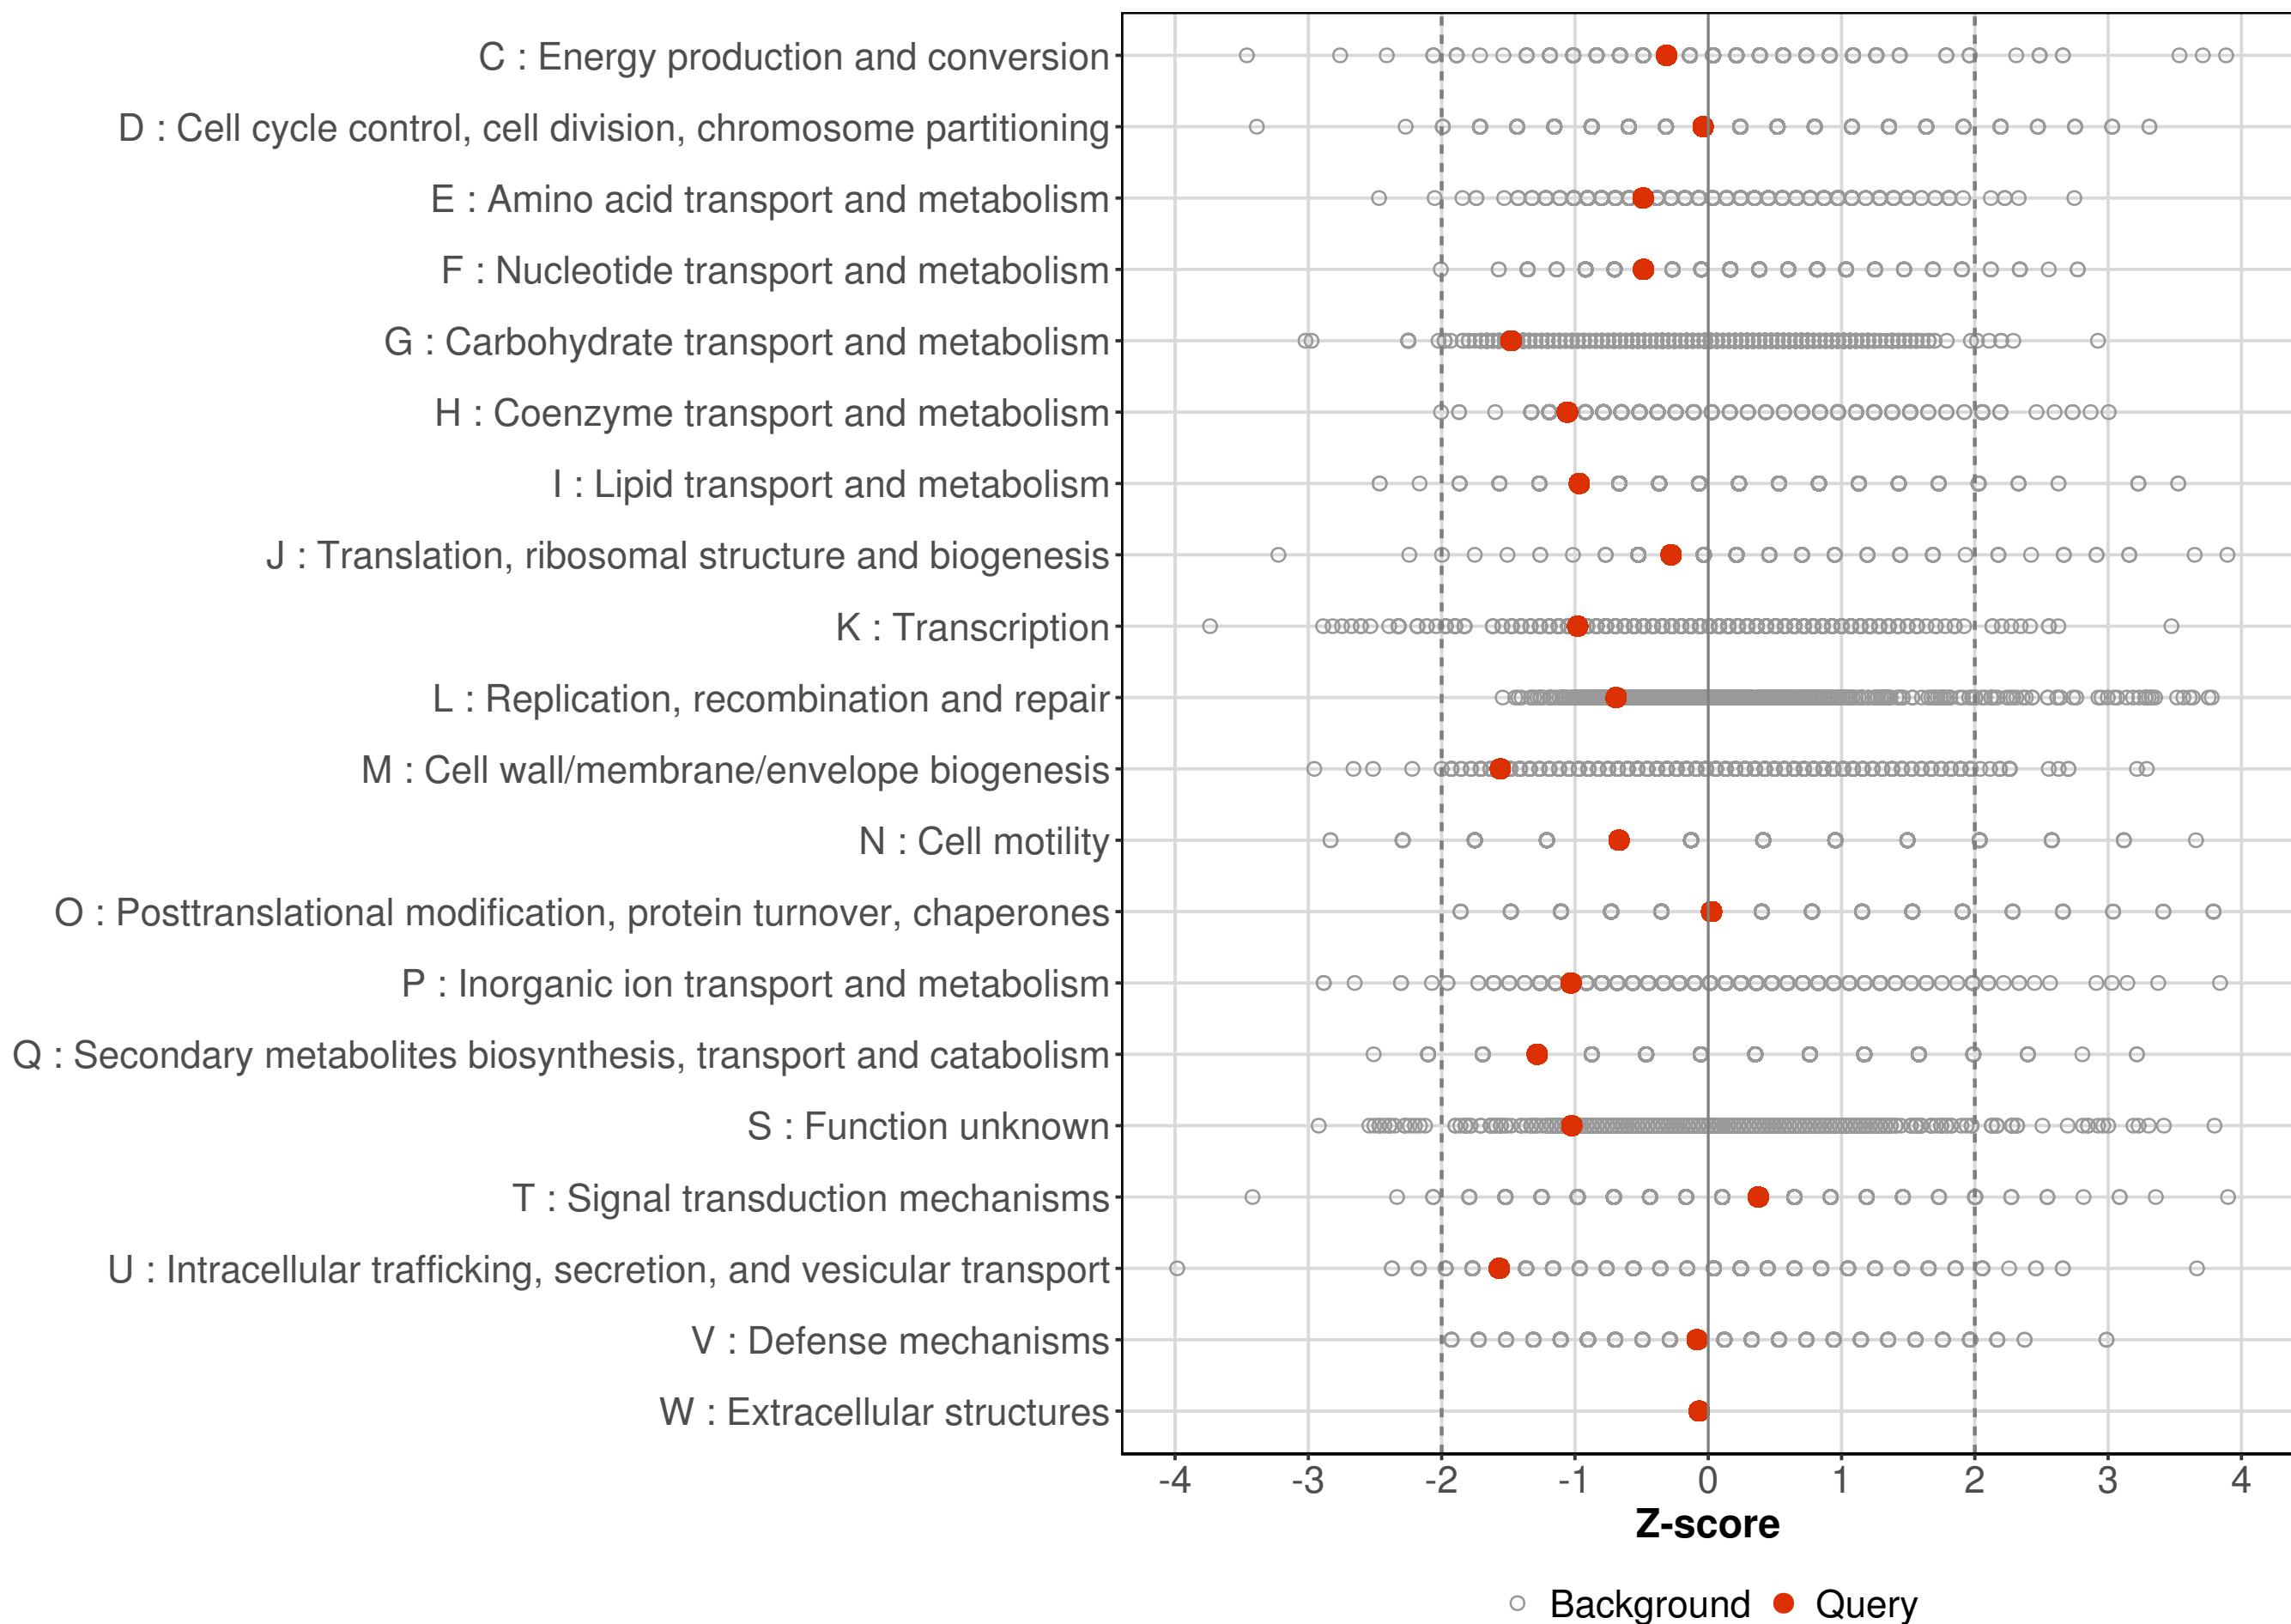 C : Energy production and conversion
D : Cell cycle control, cell division, chromosome partitioning
E : Amino acid transport and metabolism
F : Nucleotide transport and metabolism
G : Carbohydrate transport and metabolism
H : Coenzyme transport and metabolism
I : Lipid transport and metabolism
J : Translation, ribosomal structure and biogenesis
K : Transcription
L : Replication, recombination and repair
M : Cell wall/membrane/envelope biogenesis
N : Cell motility
O : Posttranslational modification, protein turnover, chaperones
P : Inorganic ion transport and metabolism
Q : Secondary metabolites biosynthesis, transport and catabolism
S : Function unknown
T : Signal transduction mechanisms
U : Intracellular trafficking, secretion, and vesicular transport
V : Defense mechanisms
W : Extracellular structures
-4 -3 -2 -1 0 1 2 3 4
Z-score
Background Query